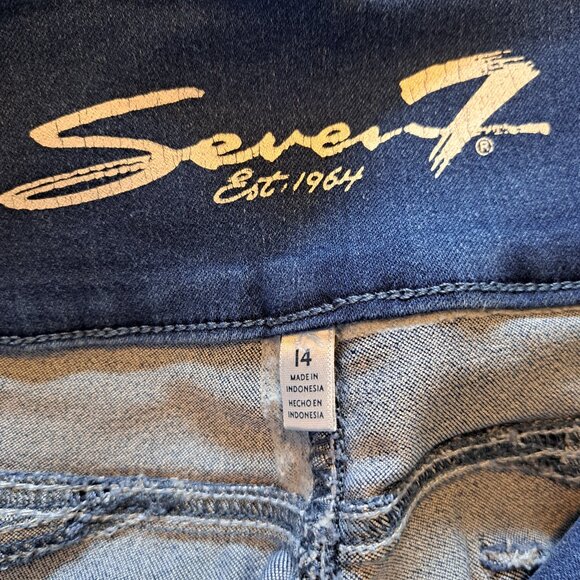 Seven7®
Est. 1964
14
MADE IN
INDONESIA
HECHO EN
INDONESIA